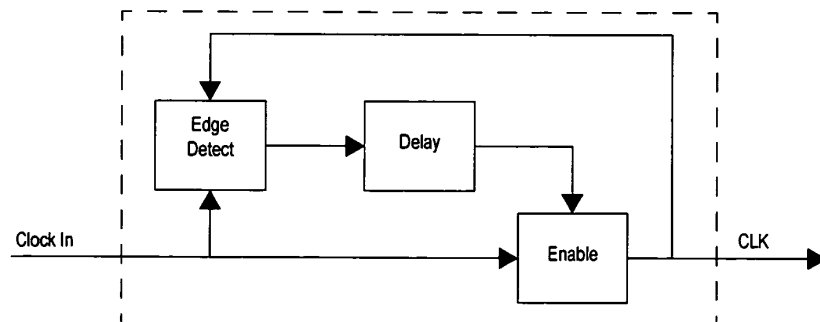 Edge
Detect
Delay
Clock In
Enable
CLK